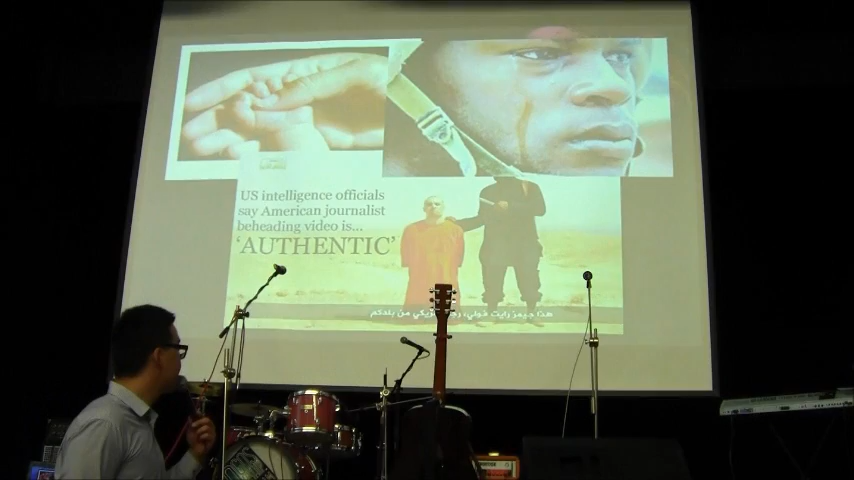 US intelligence officials
say American journalist
beheading video is...
‘AUTHENTIC’
هذا جيمز رايت فولي، من بلدكم